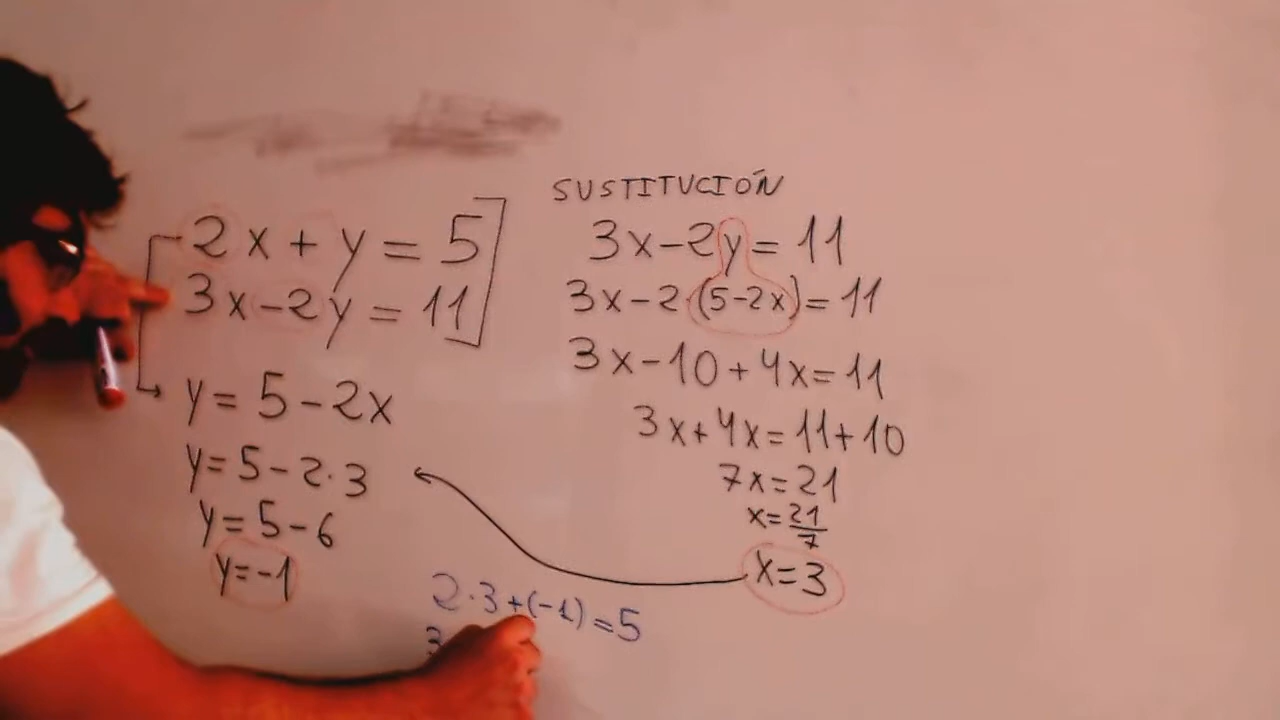 2x + y = 5
3x - 2y = 11
y = 5 - 2x
y = 5 - 2·3
y = 5 - 6
y = -1
SUSTITUCIÓN
3x - 2y = 11
3x - 2·(5 - 2x) = 11
3x - 10 + 4x = 11
3x + 4x = 11 + 10
7x = 21
x = 21/7
x = 3
2·3 + (-1) = 5
3